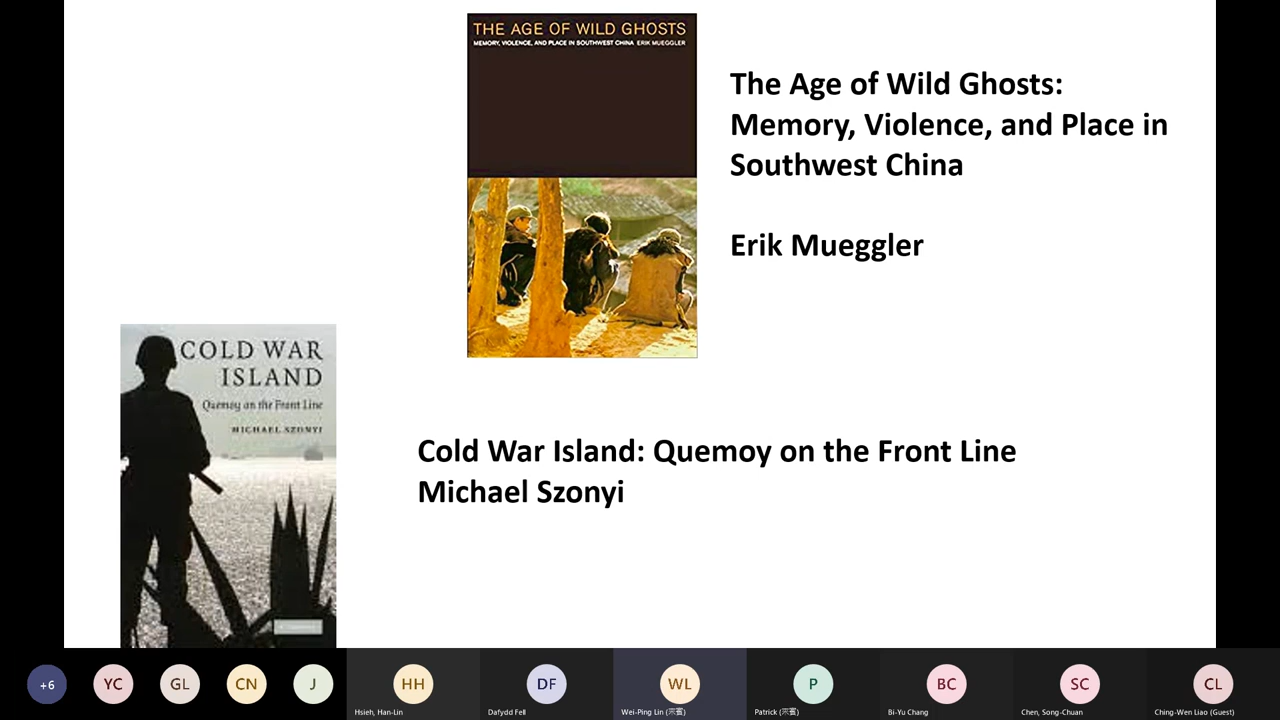 THE AGE OF WILD GHOSTS
MEMORY, VIOLENCE, AND PLACE IN SOUTHWEST CHINA ERIK MUEGGLER
The Age of Wild Ghosts:
Memory, Violence, and Place in
Southwest China
Erik Mueggler
COLD WAR
ISLAND
Quemoy on the Front Line
MICHAEL SZONYI
Cold War Island: Quemoy on the Front Line
Michael Szonyi
+6
YC
GL
CN
J
HH
DF
WL
P
BC
SC
CL
Hsieh, Han-Lin
Dafydd Fell
Wei-Ping Lin (来賓)
Patrick (来賓)
Bi-Yu Chang
Chen, Song-Chuan
Ching-Wen Liao (Guest)